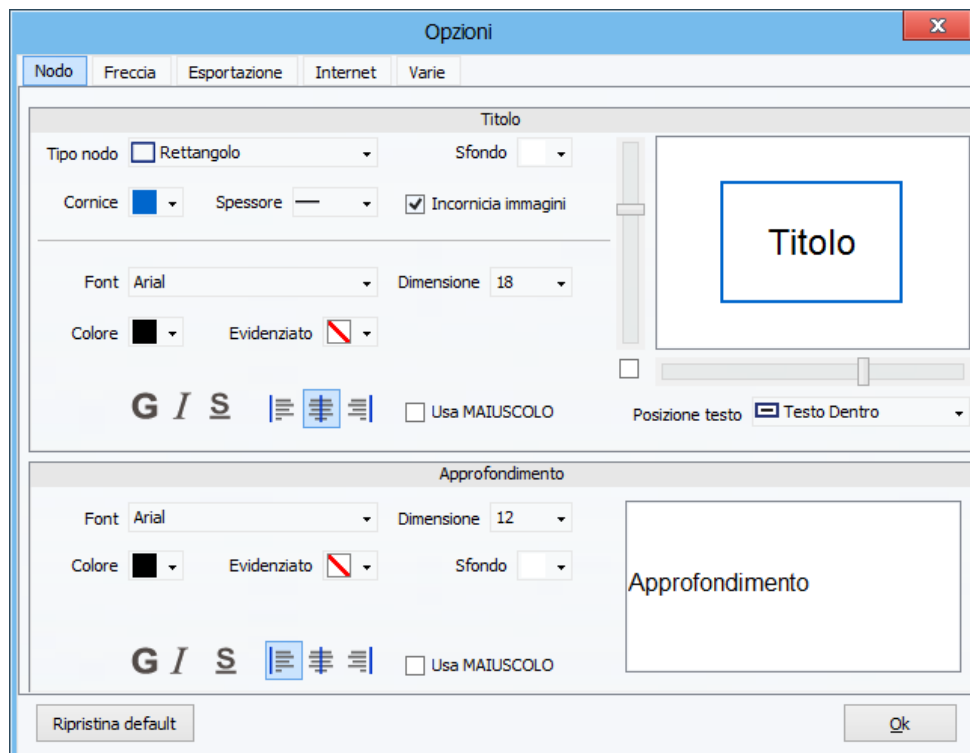 Opzioni
x
Nodo Freccia Esportazione Internet Varie
Titolo
Tipo nodo Rettangolo Sfondo
Cornice Spessore Incornicia immagini
Titolo
Font Arial Dimensione 18
Colore Evidenziato
G I S Usa MAIUSCOLO
Posizione testo Testo Dentro
Approfondimento
Font Arial Dimensione 12
Colore Evidenziato Sfondo
Approfondimento
G I S Usa MAIUSCOLO
Ripristina default Ok